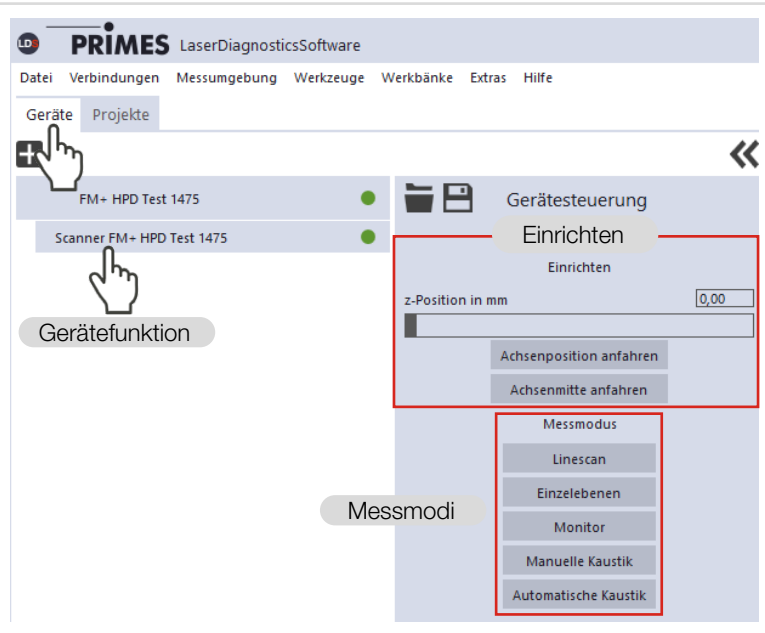 LDS PRIMES LaserDiagnosticsSoftware
Datei Verbindungen Messumgebung Werkzeuge Werkbänke Extras Hilfe
Geräte Projekte
FM+ HPD Test 1475
Scanner FM+ HPD Test 1475
Gerätefunktion
Gerätesteuerung
Einrichten
Einrichten
z-Position in mm 0,00
Achsenposition anfahren
Achsenmitte anfahren
Messmodus
Linescan
Einzelebenen
Messmodi
Monitor
Manuelle Kaustik
Automatische Kaustik